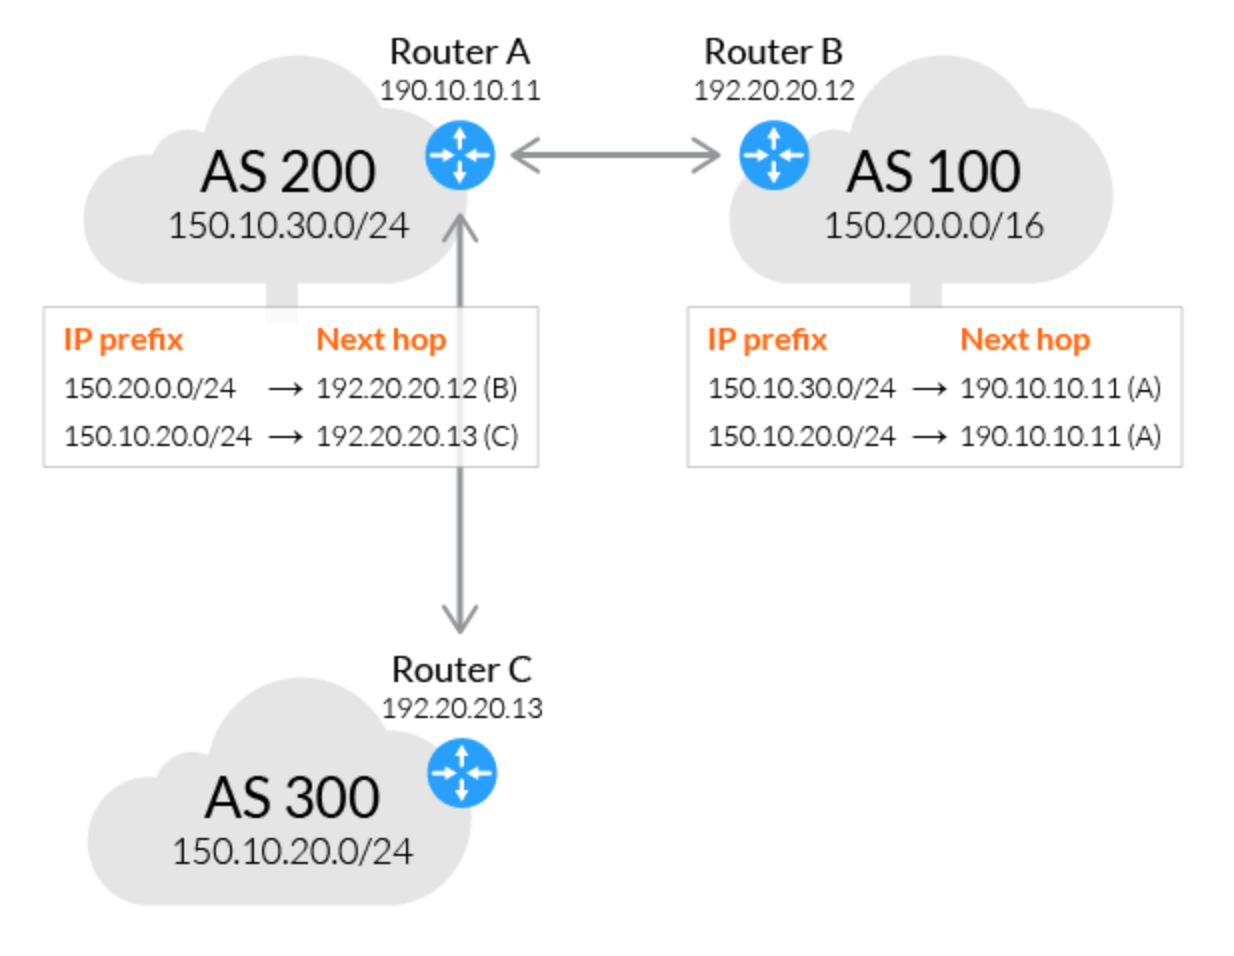 Router A
190.10.10.11
Router B
192.20.20.12
AS 200
150.10.30.0/24
AS 100
150.20.0.0/16
IP prefix Next hop
150.20.0.0/24 → 192.20.20.12 (B)
150.10.20.0/24 → 192.20.20.13 (C)
IP prefix Next hop
150.10.30.0/24 → 190.10.10.11 (A)
150.10.20.0/24 → 190.10.10.11 (A)
Router C
192.20.20.13
AS 300
150.10.20.0/24